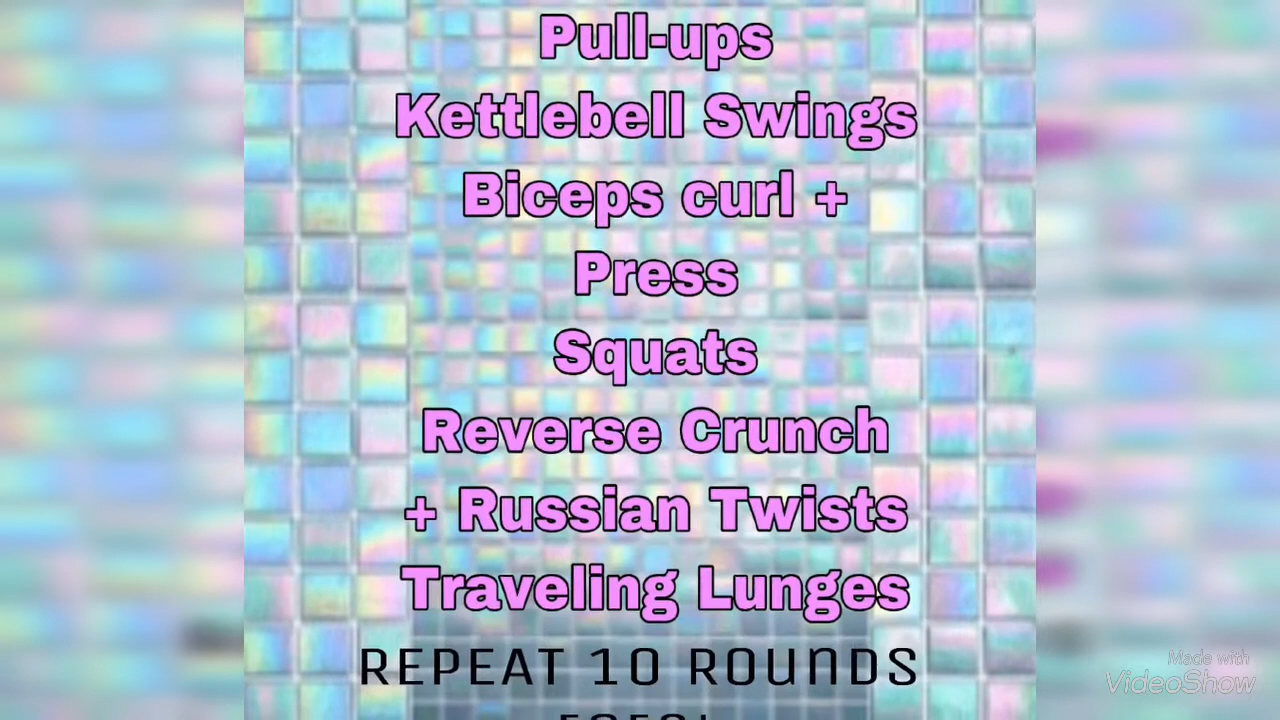 Pull-ups
Kettlebell Swings
Biceps curl +
Press
Squats
Reverse Crunch
+ Russian Twists
Traveling Lunges
REPEAT 10 ROUNDS
Made with
VideoShow